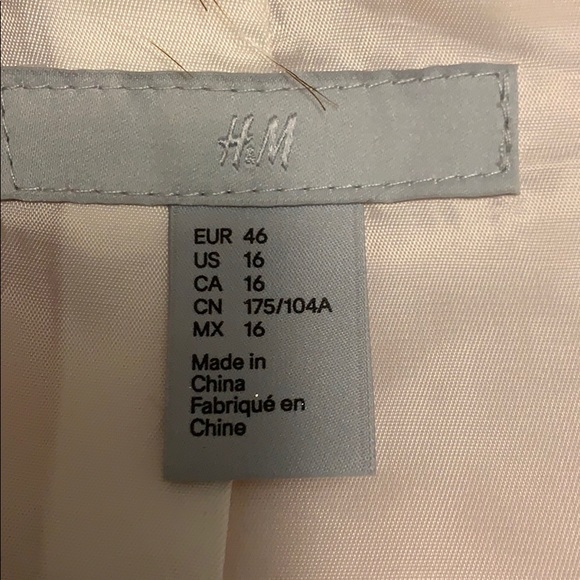 H&M
EUR 46
US 16
CA 16
CN 175/104A
MX 16
Made in
China
Fabriqué en
Chine